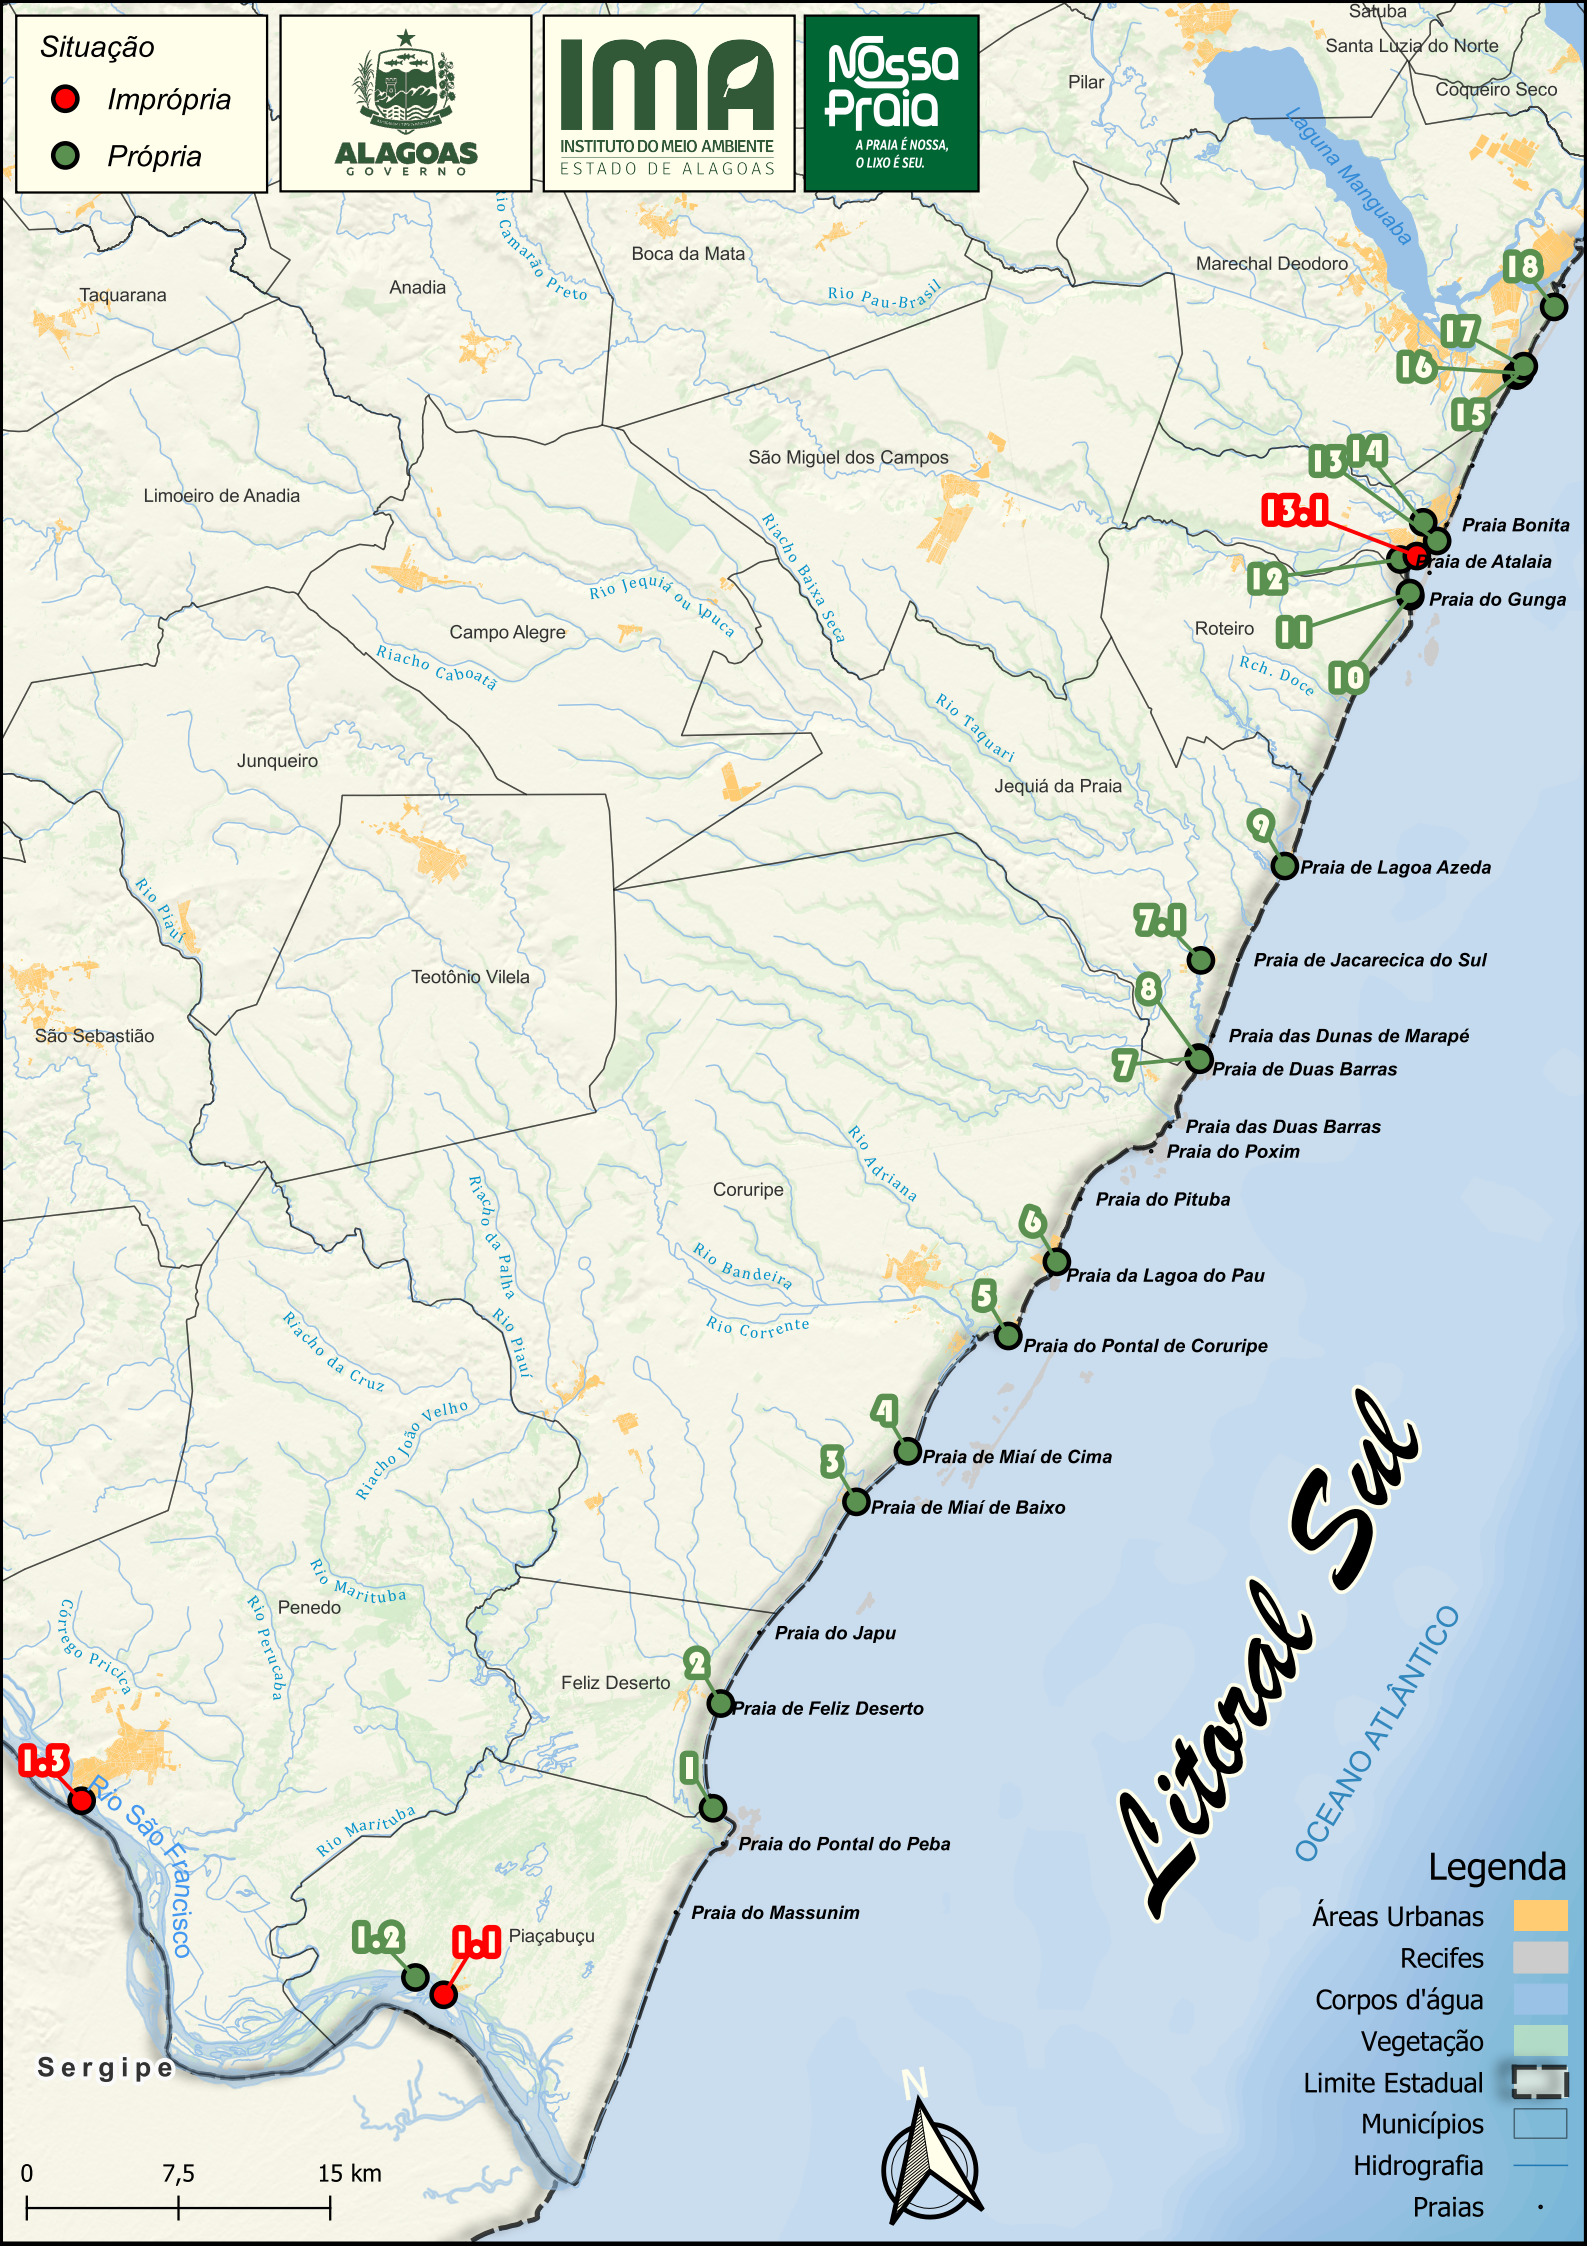 Situação
Imprópria
Própria
ALAGOAS
GOVERNO
IMA
INSTITUTO DO MEIO AMBIENTE
ESTADO DE ALAGOAS
Nossa
Praia
A PRAIA É NOSSA,
O LIXO É SEU.
Satuba
Santa Luzia do Norte
Pilar
Coqueiro Seco
Laguna Manguaba
Rio Camarão Preto
Boca da Mata
Marechal Deodoro
18
Taquarana
Anadia
Rio Pau-Brasil
17
16
15
São Miguel dos Campos
14
13
Limoeiro de Anadia
13.1
Praia Bonita
Riacho Baixa Seca
Praia de Atalaia
12
Rio Jequiá ou Ipuca
Praia do Gunga
Campo Alegre
Roteiro
11
Riacho Caboatã
Rch. Doce
10
Rio Taquari
Junqueiro
Jequiá da Praia
9
Praia de Lagoa Azeda
Rio Piauí
7.1
Praia de Jacarecica do Sul
Teotônio Vilela
8
São Sebastião
Praia das Dunas de Marapé
7
Praia de Duas Barras
Praia das Duas Barras
Praia do Poxim
Rio Adriana
Coruripe
Praia do Pituba
Riacho da Palha
6
Rio Bandeira
Praia da Lagoa do Pau
5
Rio Corrente
Riacho da Cruz
Rio Piauí
Praia do Pontal de Coruripe
Riacho João Velho
4
Praia de Miaí de Cima
3
Praia de Miaí de Baixo
Litoral Sul
Rio Marituba
Penedo
Córrego Pricica
Rio Perucaba
Praia do Japu
OCEANO ATLÂNTICO
2
Feliz Deserto
Praia de Feliz Deserto
1.3
1
Rio São Francisco
Rio Marituba
Praia do Pontal do Peba
Praia do Massunim
1.2
1.1
Piaçabuçu
Sergipe
Legenda
Áreas Urbanas
Recifes
Corpos d'água
Vegetação
Limite Estadual
Municípios
Hidrografia
Praias
N
0 7,5 15 km